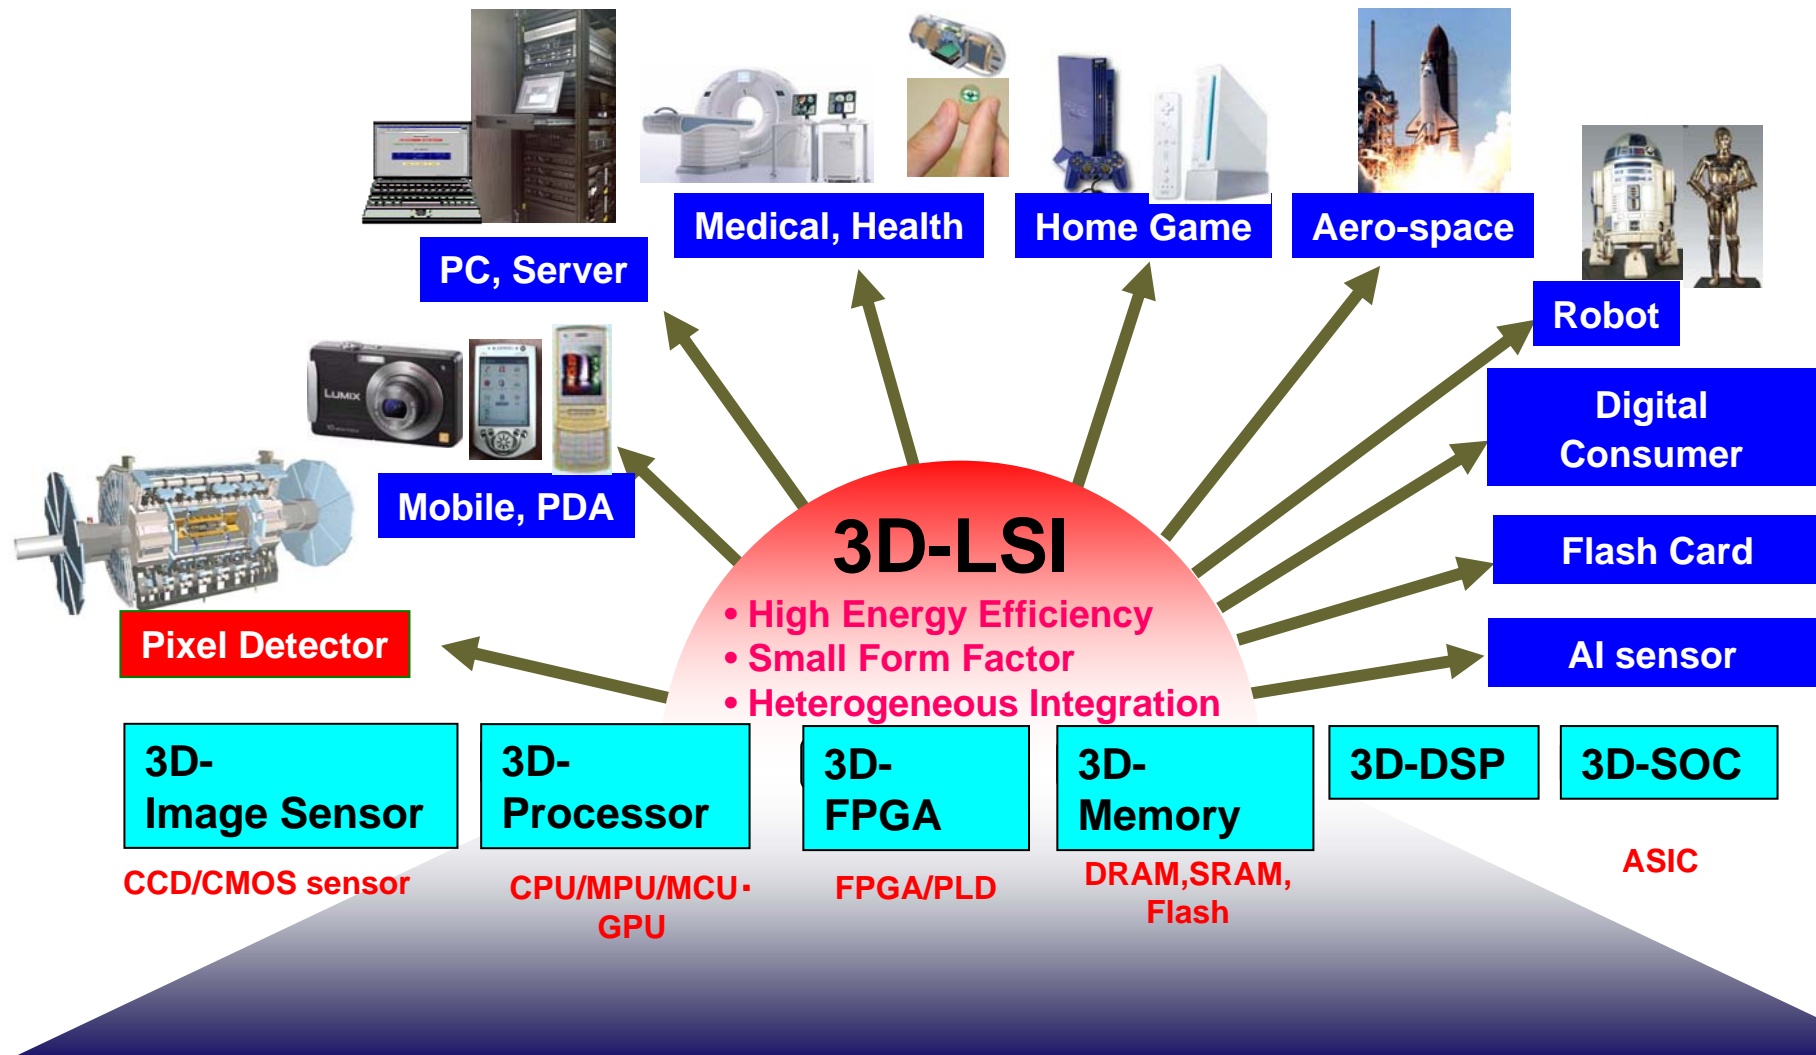 Medical, Health
Home Game
Aero-space
PC, Server
Robot
Digital
Consumer
LUMIX
Mobile, PDA
3D-LSI
Flash Card
• High Energy Efficiency
• Small Form Factor
• Heterogeneous Integration
Pixel Detector
AI sensor
3D-
Image Sensor
3D-
Processor
3D-
FPGA
3D-
Memory
3D-DSP
3D-SOC
CCD/CMOS sensor
CPU/MPU/MCU・
GPU
FPGA/PLD
DRAM,SRAM,
Flash
ASIC